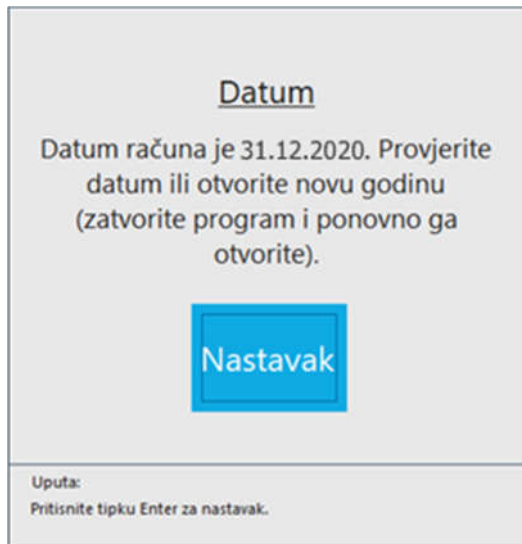 Datum
Datum računa je 31.12.2020. Provjerite
datum ili otvorite novu godinu
(zatvorite program i ponovno ga
otvorite).
Nastavak
Uputa:
Pritisnite tipku Enter za nastavak.